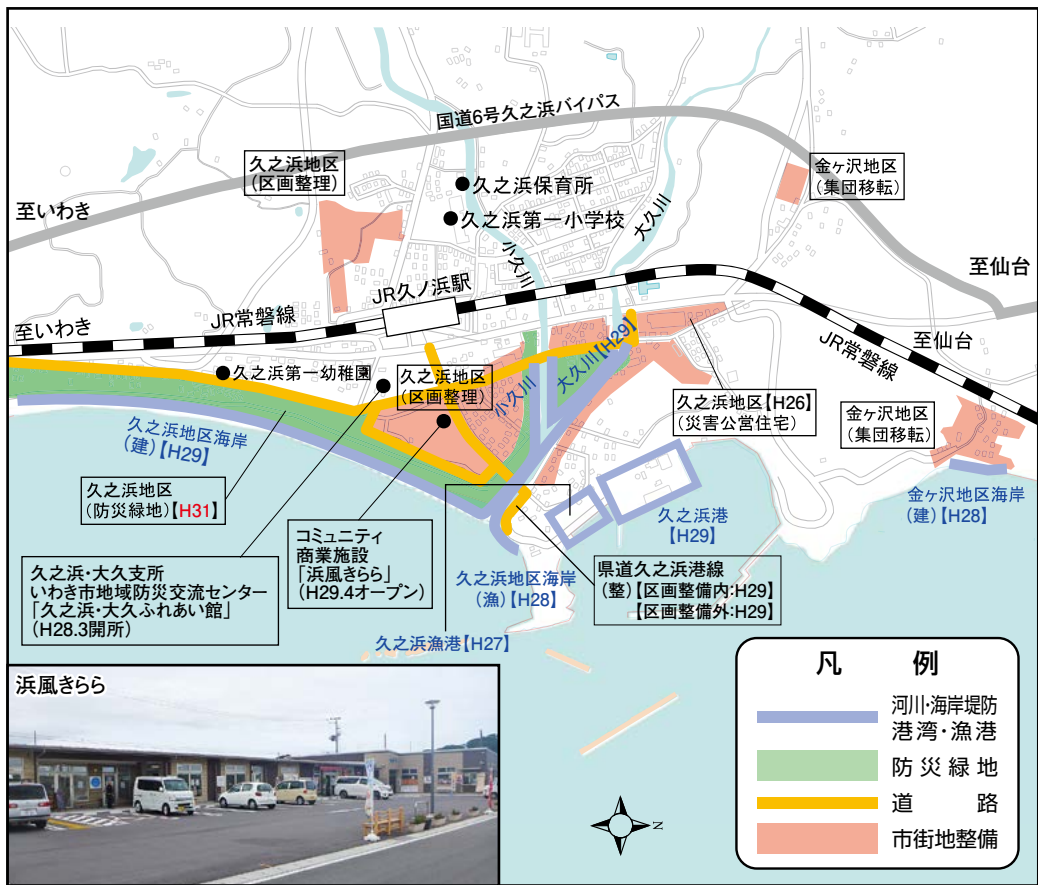 国道6号久之浜バイパス
久之浜地区
(区画整理)
金ヶ沢地区
(集団移転)
久之浜保育所
久之浜第一小学校
至いわき
小久川
大久川
至仙台
JR久ノ浜駅
JR常磐線
至いわき
至仙台
JR常磐線
久之浜第一幼稚園
久之浜地区
(区画整理)
小久川
大久川【H29】
久之浜地区【H26】
(災害公営住宅)
金ヶ沢地区
(集団移転)
久之浜地区海岸
(建)【H29】
久之浜地区
(防災緑地)【H31】
金ヶ沢地区海岸
(建)【H28】
久之浜港
【H29】
コミュニティ
商業施設
「浜風きらら」
(H29.4オープン)
久之浜・大久支所
いわき市地域防災交流センター
「久之浜・大久ふれあい館」
(H28.3開所)
久之浜地区海岸
(漁)【H28】
県道久之浜港線
(整)【区画整備内:H29】
【区画整備外:H29】
久之浜漁港【H27】
浜風きらら
N
凡例
河川・海岸堤防
港湾・漁港
防災緑地
道路
市街地整備